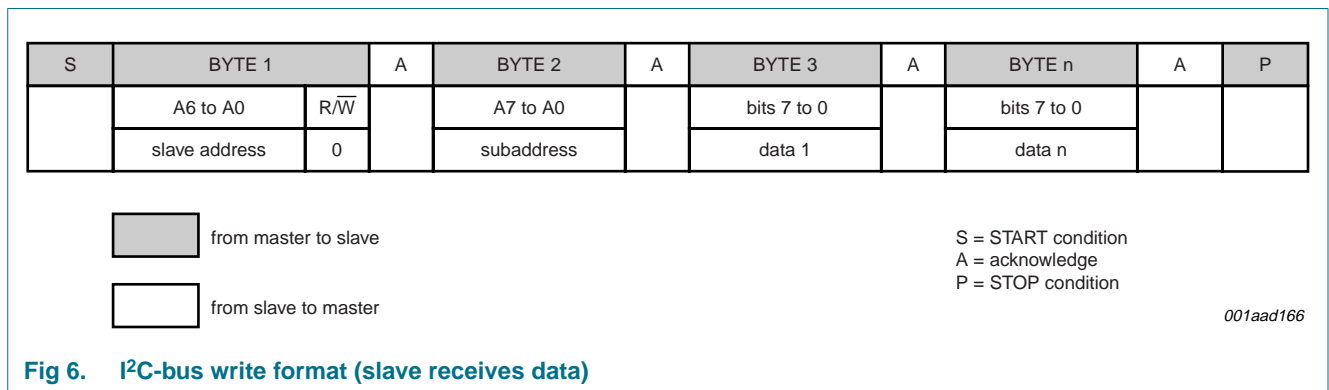 S BYTE 1 A BYTE 2 A BYTE 3 A BYTE n A P
A6 to A0 R/W̅ A7 to A0 bits 7 to 0 bits 7 to 0
slave address 0 subaddress data 1 data n
from master to slave
from slave to master
S = START condition
A = acknowledge
P = STOP condition
001aad166
Fig 6. I²C-bus write format (slave receives data)